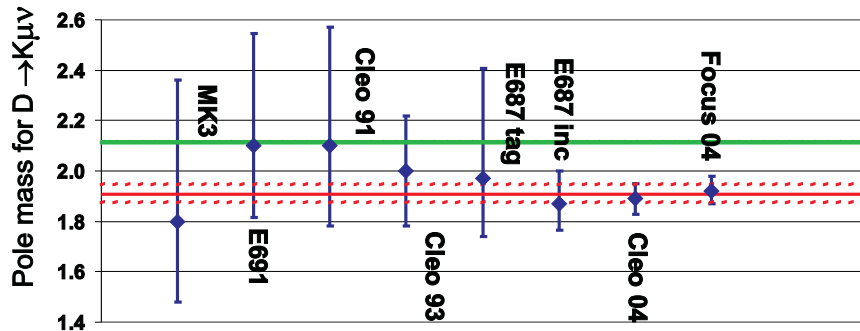 Pole mass for D →Kμν
2.6
2.4
2.2
2.0
1.8
1.6
1.4
MK3
E691
Cleo 91
Cleo 93
E687 tag
E687 inc
Cleo 04
Focus 04